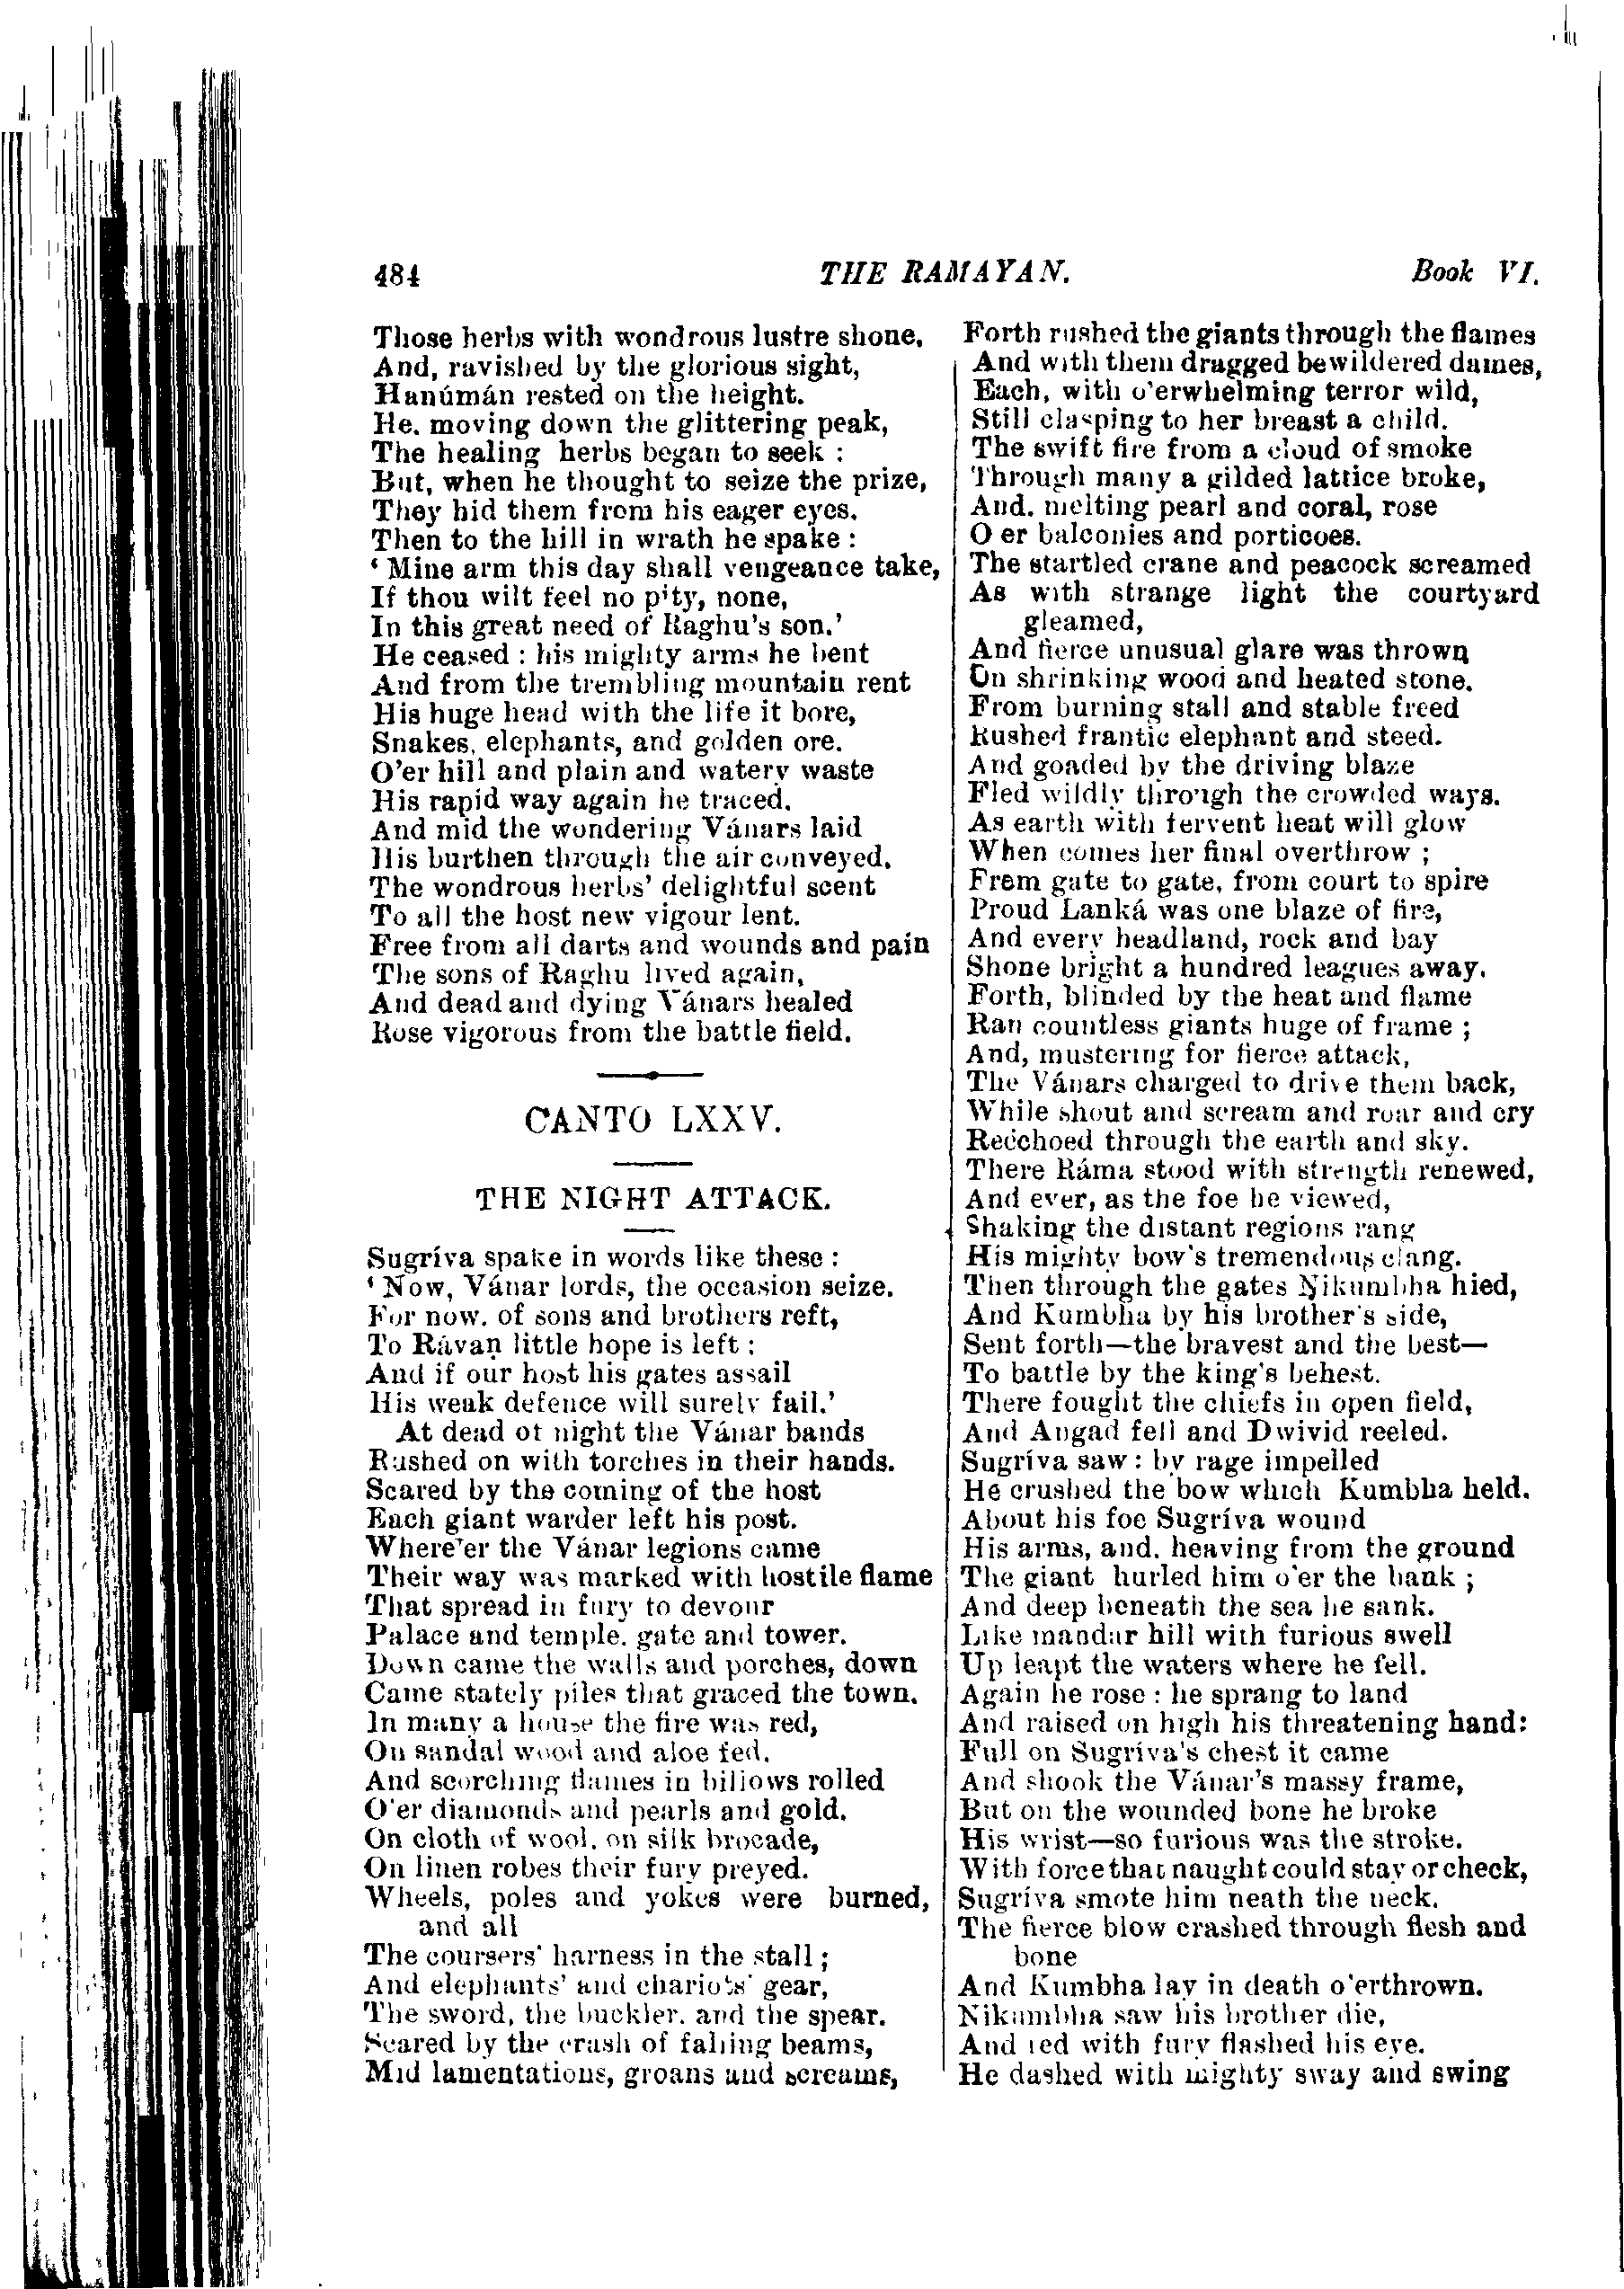 484
THE RAMAYAN.
Book VI.
Those herbs with wondrous lustre shone,
And, ravished by the glorious sight,
Hanúmán rested on the height.
He, moving down the glittering peak,
The healing herbs began to seek :
But, when he thought to seize the prize,
They hid them from his eager eyes.
Then to the hill in wrath he spake :
‘ Mine arm this day shall vengeance take,
If thou wilt feel no pity, none,
In this great need of Raghu's son.’
He ceased : his mighty arms he bent
And from the trembling mountain rent
His huge head with the life it bore,
Snakes, elephants, and golden ore.
O'er hill and plain and watery waste
His rapid way again he traced.
And mid the wondering Vánars laid
His burthen through the air conveyed.
The wondrous herbs' delightful scent
To all the host new vigour lent.
Free from all darts and wounds and pain
The sons of Raghu lived again,
And dead and dying Vánars healed
Rose vigorous from the battle field.
CANTO LXXV.
THE NIGHT ATTACK.
Sugríva spake in words like these :
‘ Now, Vánar lords, the occasion seize.
For now, of sons and brothers reft,
To Rávaṇ little hope is left :
And if our host his gates assail
His weak defence will surely fail.’
At dead of night the Vánar bands
Rushed on with torches in their hands.
Scared by the coming of the host
Each giant warder left his post.
Where'er the Vánar legions came
Their way was marked with hostile flame
That spread in fury to devour
Palace and temple, gate and tower.
Down came the walls and porches, down
Came stately piles that graced the town.
In many a house the fire was red,
On sandal wood and aloe fed.
And scorching flames in billows rolled
O'er diamonds and pearls and gold.
On cloth of wool, on silk brocade,
On linen robes their fury preyed.
Wheels, poles and yokes were burned,
and all
The coursers' harness in the stall ;
And elephants' and chariots' gear,
The sword, the buckler, and the spear.
Scared by the crash of falling beams,
Mid lamentations, groans and screams,
Forth rushed the giants through the flames
And with them dragged bewildered dames,
Each, with o'erwhelming terror wild,
Still clasping to her breast a child.
The swift fire from a cloud of smoke
Through many a gilded lattice broke,
And, melting pearl and coral, rose
O er balconies and porticoes.
The startled crane and peacock screamed
As with strange light the courtyard
gleamed,
And fierce unusual glare was thrown
On shrinking wood and heated stone.
From burning stall and stable freed
Rushed frantic elephant and steed.
And goaded by the driving blaze
Fled wildly through the crowded ways.
As earth with fervent heat will glow
When comes her final overthrow ;
From gate to gate, from court to spire
Proud Lanká was one blaze of fire,
And every headland, rock and bay
Shone bright a hundred leagues away.
Forth, blinded by the heat and flame
Ran countless giants huge of frame ;
And, mustering for fierce attack,
The Vánars charged to drive them back,
While shout and scream and roar and cry
Reëchoed through the earth and sky.
There Ráma stood with strength renewed,
And ever, as the foe he viewed,
Shaking the distant regions rang
His mighty bow's tremendous clang.
Then through the gates Nikumbha hied,
And Kumbha by his brother's side,
Sent forth—the bravest and the best—
To battle by the king's behest.
There fought the chiefs in open field,
And Angad fell and Dwivid reeled.
Sugríva saw : by rage impelled
He crushed the bow which Kumbha held.
About his foe Sugríva wound
His arms, and, heaving from the ground
The giant hurled him o'er the bank ;
And deep beneath the sea he sank.
Like mandar hill with furious swell
Up leapt the waters where he fell.
Again he rose : he sprang to land
And raised on high his threatening hand:
Full on Sugríva's chest it came
And shook the Vánar's massy frame,
But on the wounded bone he broke
His wrist—so furious was the stroke.
With force that naught could stay or check,
Sugríva smote him neath the neck.
The fierce blow crashed through flesh and
bone
And Kumbha lay in death o'erthrown.
Nikumbha saw his brother die,
And red with fury flashed his eye.
He dashed with mighty sway and swing